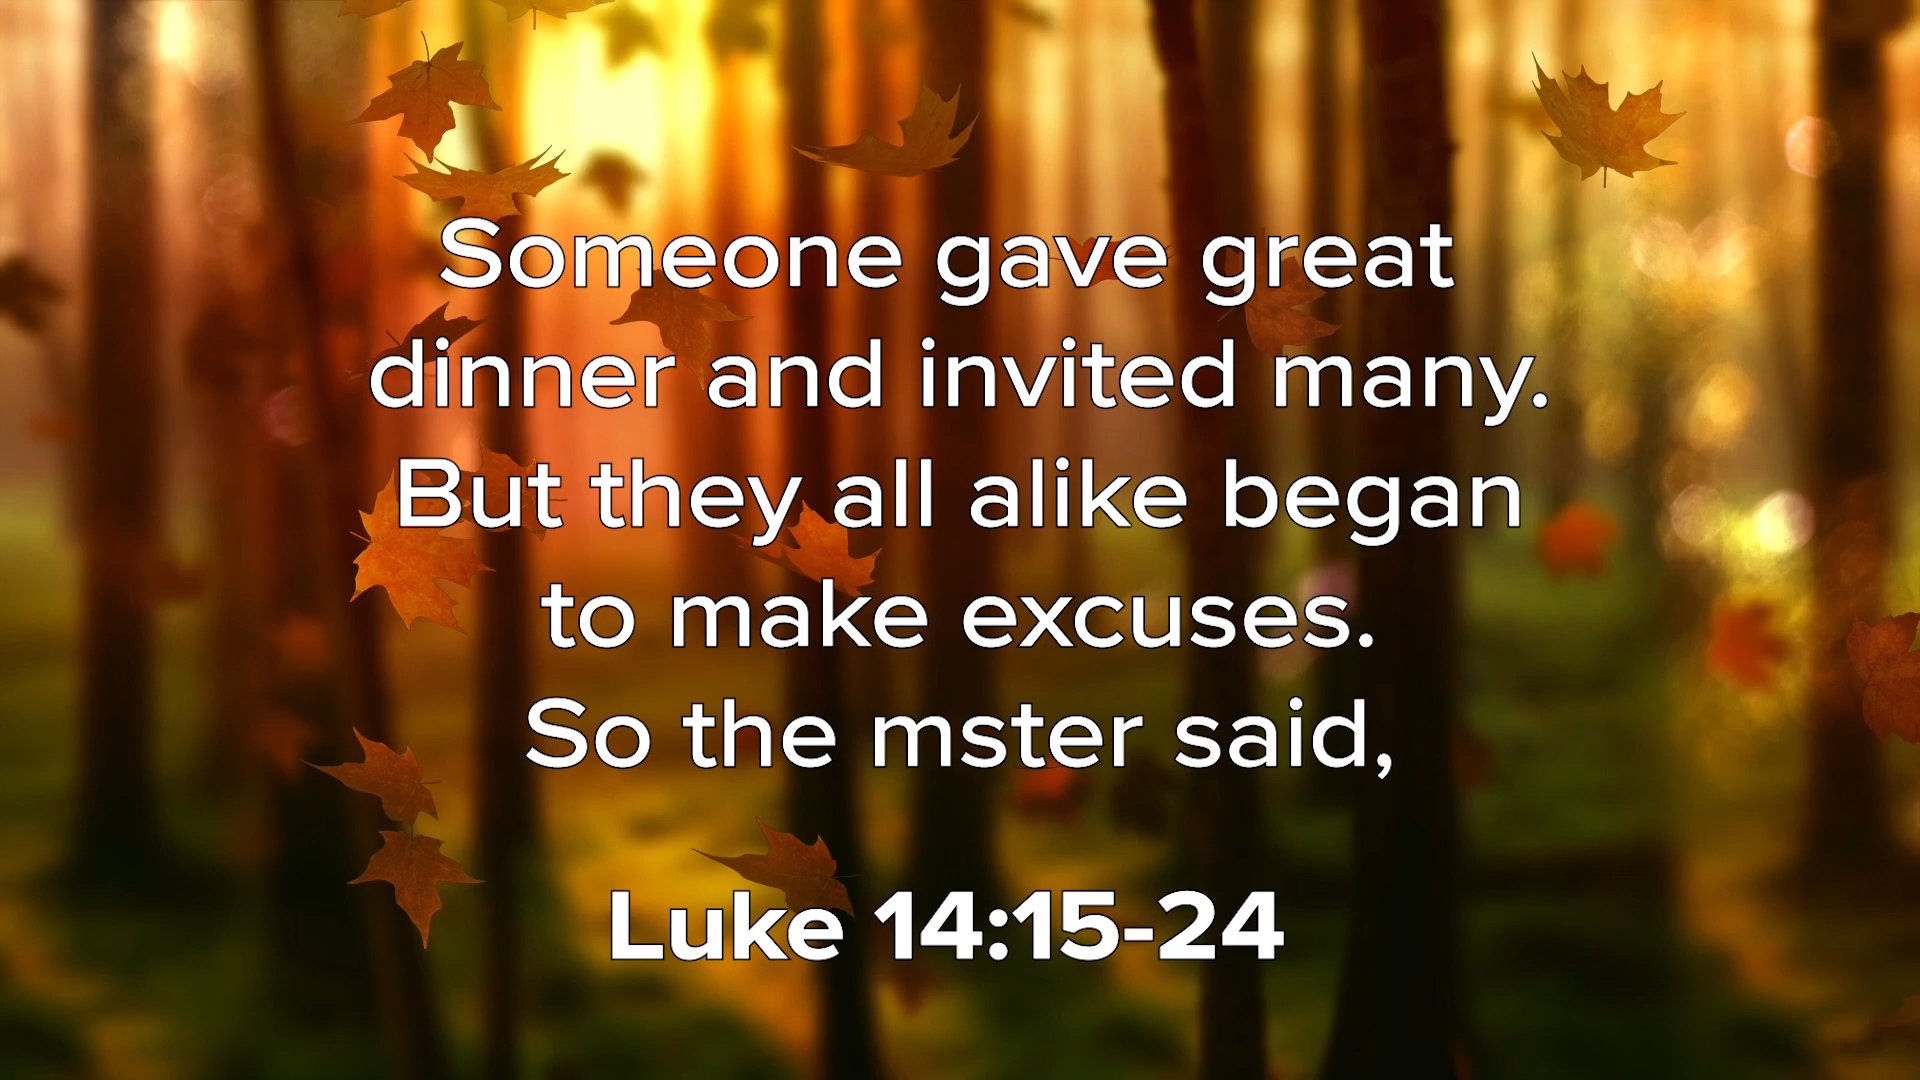 Someone gave great
dinner and invited many.
But they all alike began
to make excuses.
So the mster said,
Luke 14:15-24